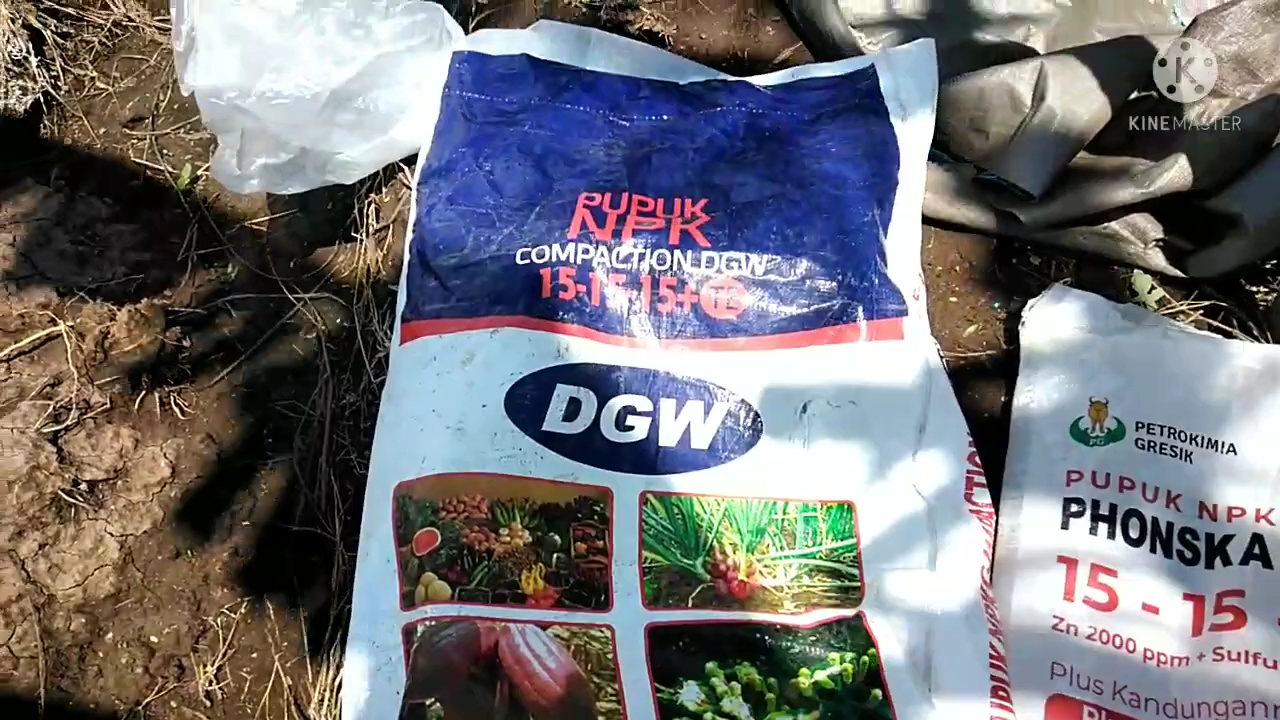 KINEMASTER
PUPUK
NPK
COMPACTION DGW
15-15-15+TE
DGW
PETROKIMIA
GRESIK
PG
PUPUK NPK
PHONSKA
15 - 15
Zn 2000 ppm + Sulfu
Plus Kandungan